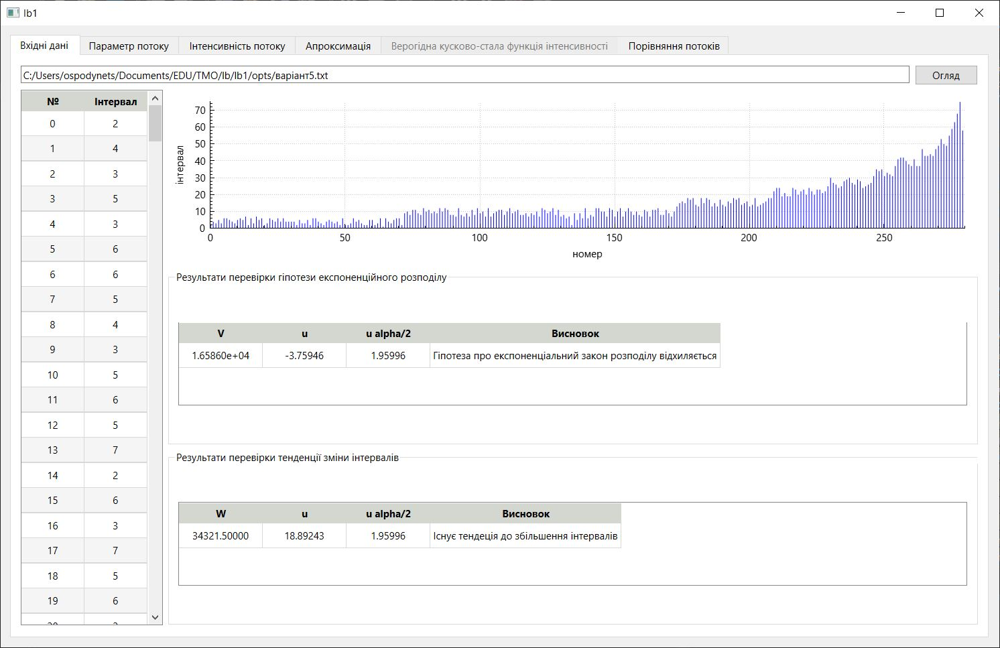 lb1
Вхідні дані Параметр потоку Інтенсивність потоку Апроксимація Верогідна кусково-стала функція інтенсивності Порівняння потоків
C:/Users/ospodynets/Documents/EDU/TMO/lb/lb1/opts/варіант5.txt Огляд
№ Інтервал
0 2
1 4
2 3
3 5
4 3
5 6
6 6
7 5
8 4
9 3
10 5
11 6
12 5
13 7
14 2
15 6
16 3
17 7
18 5
19 6
70
60
50
40
30
20
10
0
інтервал
0 50 100 150 200 250
номер
Результати перевірки гіпотези експоненційного розподілу
V u u alpha/2 Висновок
1.65860e+04 -3.75946 1.95996 Гіпотеза про експоненціальний закон розподілу відхиляється
Результати перевірки тенденції зміни інтервалів
W u u alpha/2 Висновок
34321.50000 18.89243 1.95996 Існує тендеція до збільшення інтервалів